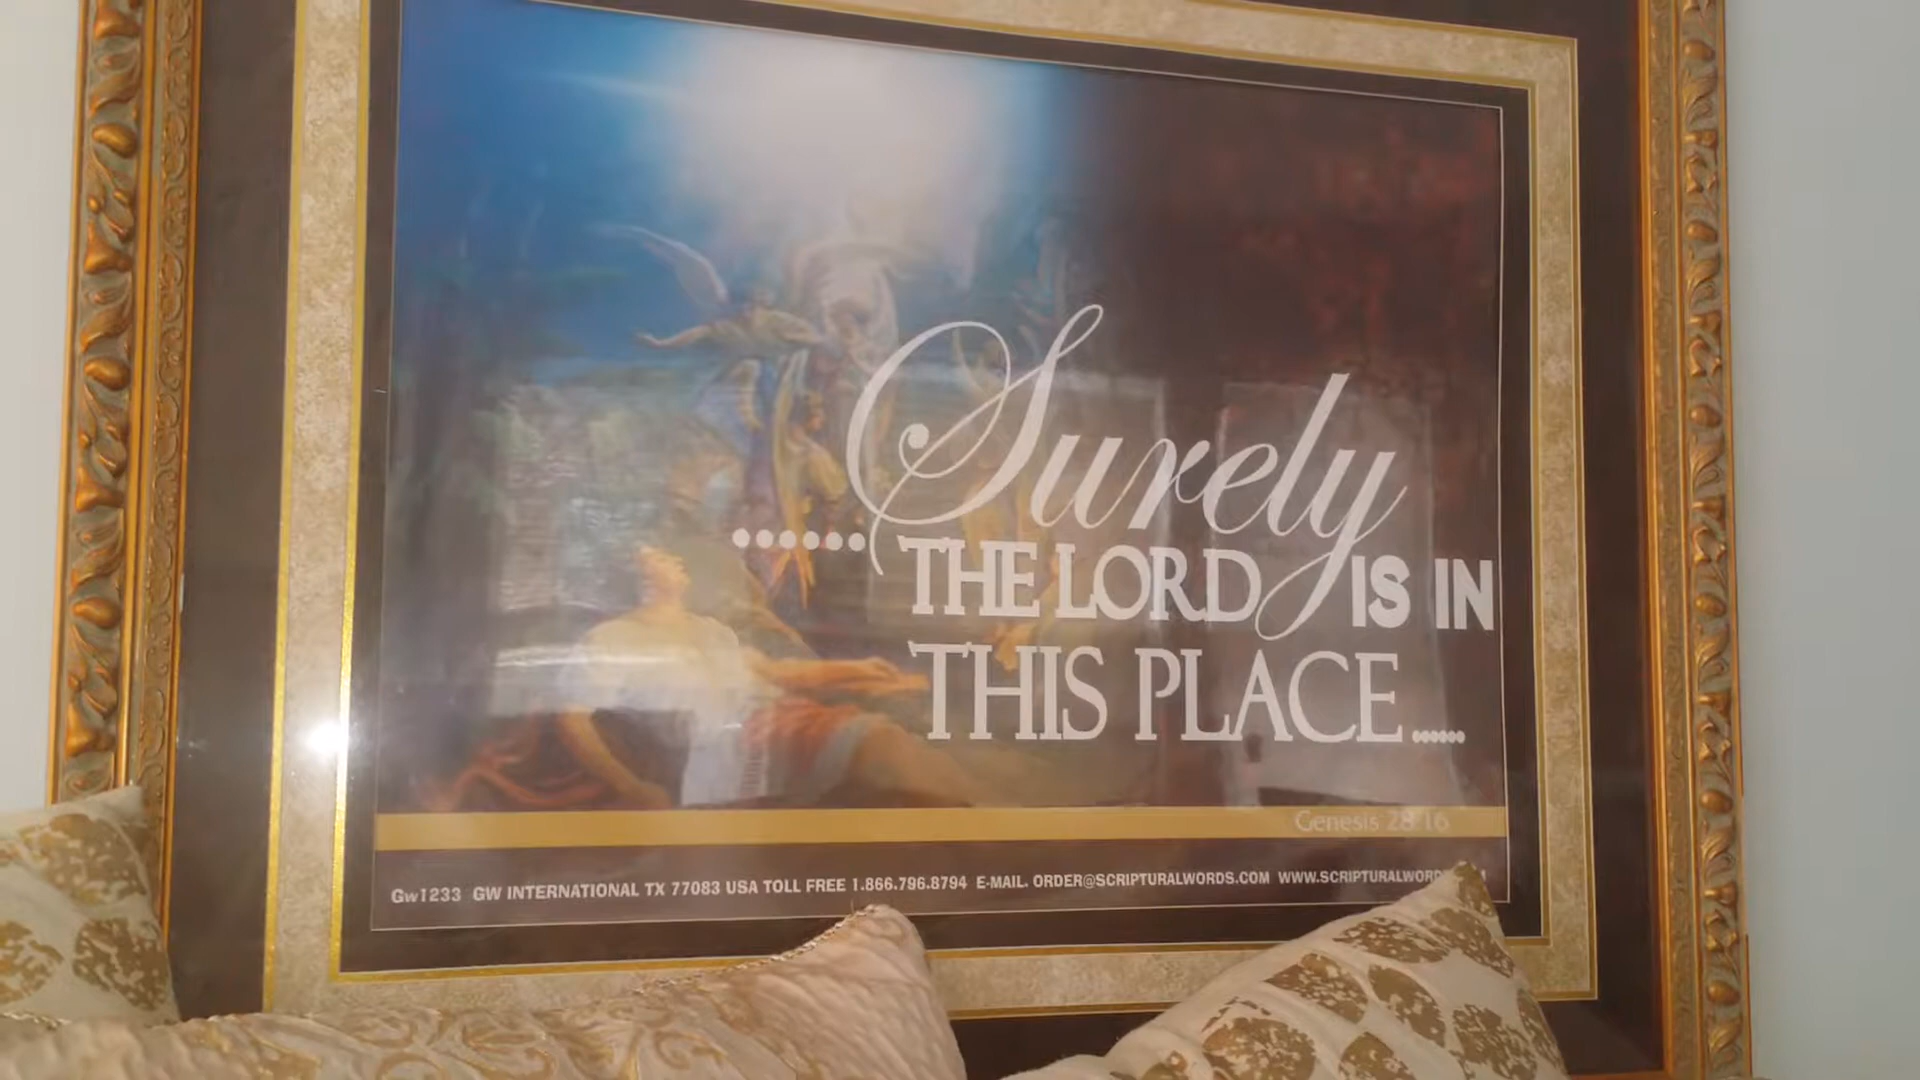 Surely
......THE LORD IS IN
THIS PLACE......
Genesis 28:16
Gw1233 GW INTERNATIONAL TX 77083 USA TOLL FREE 1.866.796.8794 E-MAIL. ORDER@SCRIPTURALWORDS.COM